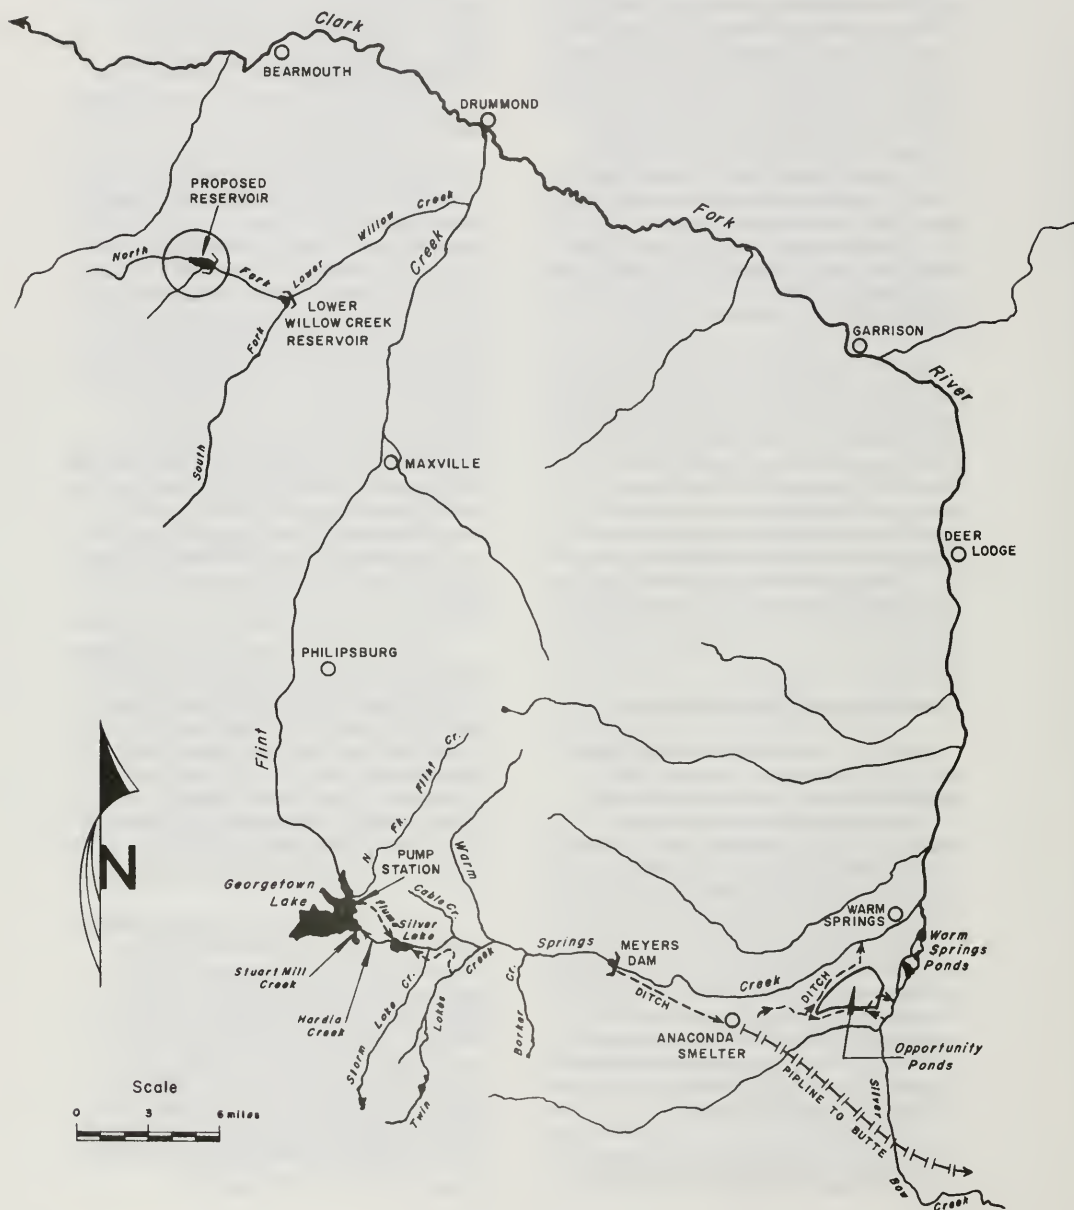 Clark
BEARMOUTH
DRUMMOND
PROPOSED
RESERVOIR
Fork
North
Fork
Lower
Willow
Creek
Creek
LOWER
WILLOW CREEK
RESERVOIR
Fork
South
GARRISON
River
MAXVILLE
DEER
LODGE
PHILIPSBURG
Flint
N
Fk.
Flint
Cr.
PUMP
STATION
Warm
Georgetown
Lake
Cable Cr.
Flume
Silver
Lake
Stuart Mill
Creek
Hardia
Creek
Storm
Lake
Cr.
Twin
Lakes
Creek
Barker
Cr.
Springs
MEYERS
DAM
Creek
DITCH
ANACONDA
SMELTER
WARM
SPRINGS
Warm
Springs
Ponds
DITCH
Opportunity
Ponds
PIPLINE TO BUTTE
Silver
Bow
Creek
N
Scale
0 3 6 miles